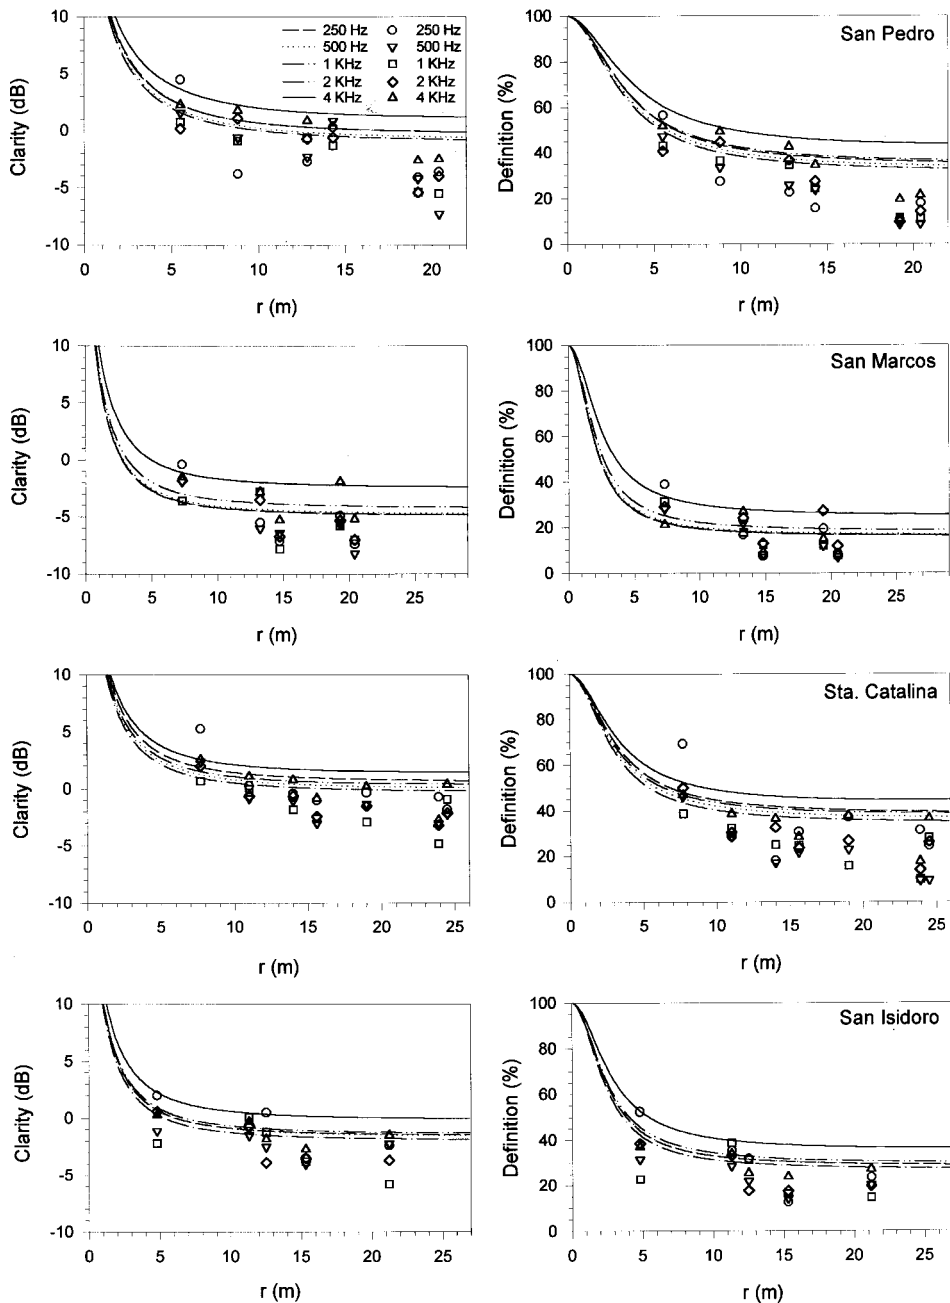 10
5
0
-5
-10
Clarity (dB)
250 Hz 250 Hz
500 Hz 500 Hz
1 KHz 1 KHz
2 KHz 2 KHz
4 KHz 4 KHz
0 5 10 15 20
r (m)
100
80
60
40
20
0
Definition (%)
San Pedro
0 5 10 15 20
r (m)
10
5
0
-5
-10
Clarity (dB)
0 5 10 15 20 25
r (m)
100
80
60
40
20
0
Definition (%)
San Marcos
0 5 10 15 20 25
r (m)
10
5
0
-5
-10
Clarity (dB)
0 5 10 15 20 25
r (m)
100
80
60
40
20
0
Definition (%)
Sta. Catalina
0 5 10 15 20 25
r (m)
10
5
0
-5
-10
Clarity (dB)
0 5 10 15 20 25
r (m)
100
80
60
40
20
0
Definition (%)
San Isidoro
0 5 10 15 20 25
r (m)